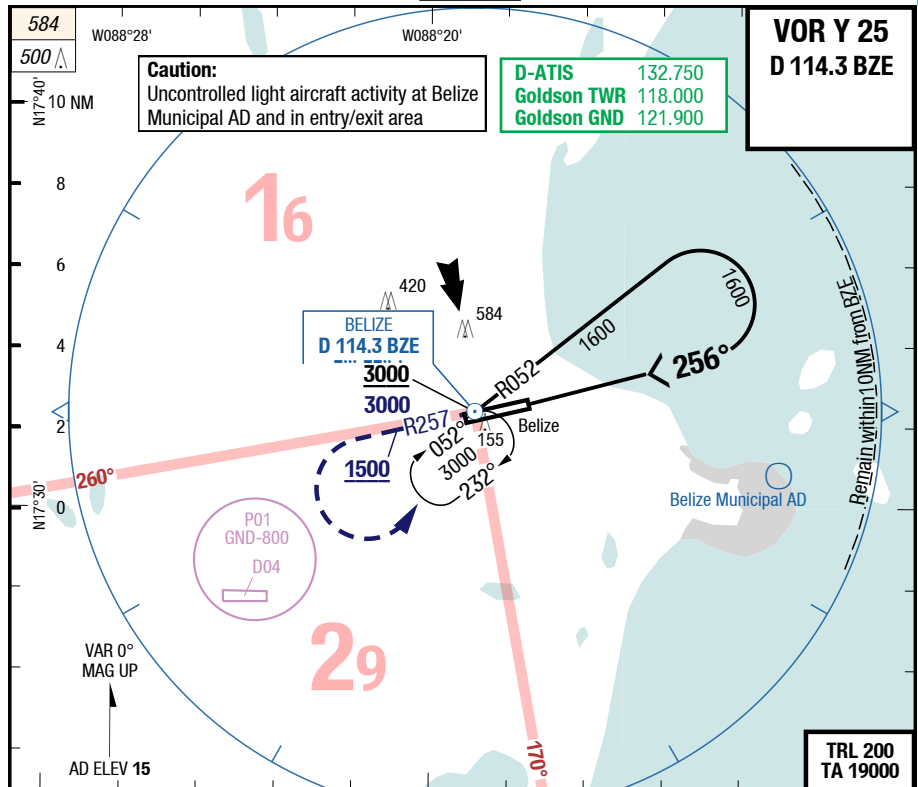 584
500
W088°28'
W088°20'
VOR Y 25
D 114.3 BZE
Caution:
Uncontrolled light aircraft activity at Belize
Municipal AD and in entry/exit area
D-ATIS 132.750
Goldson TWR 118.000
Goldson GND 121.900
N17°40'
10 NM
8
6
4
2
0
N17°30'
16
420
584
BELIZE
D 114.3 BZE
3000
3000
R257
1500
R052
1600
1600
256°
Remain within 10NM from BZE
052°
155
3000
232°
Belize
260°
Belize Municipal AD
P01
GND-800
D04
29
170°
VAR 0°
MAG UP
AD ELEV 15
TRL 200
TA 19000